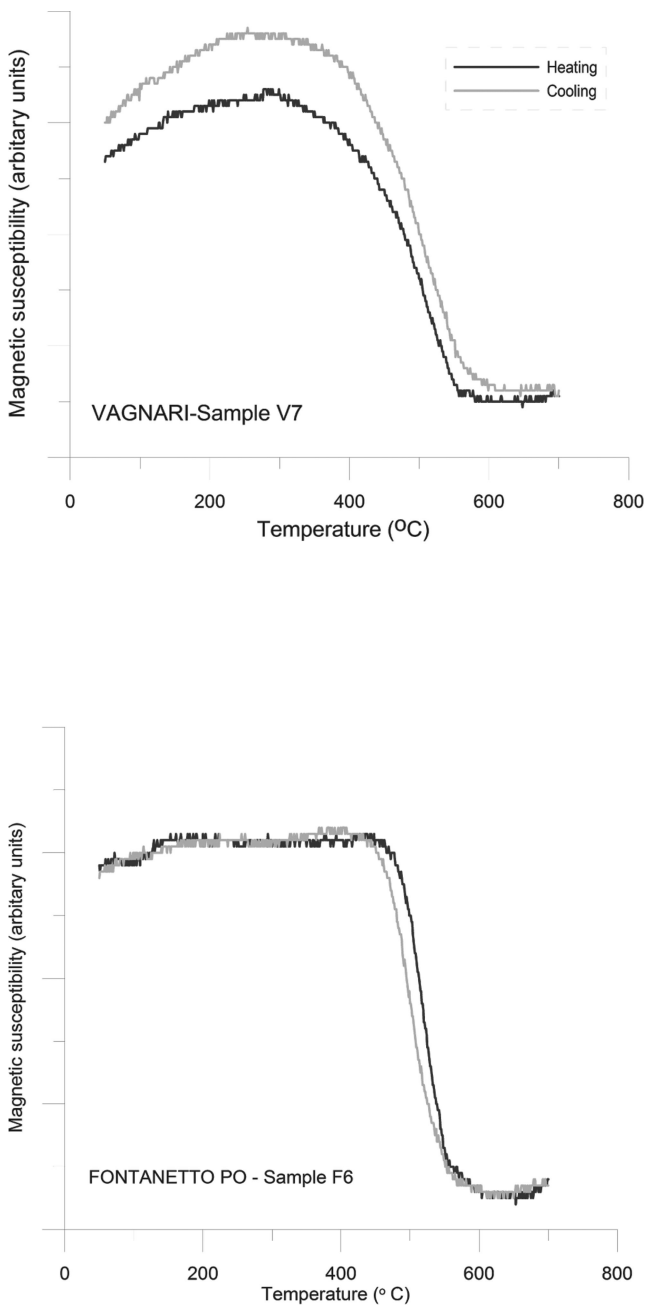 Magnetic susceptibility (arbitary units)
Heating
Cooling
VAGNARI-Sample V7
0 200 400 600 800
Temperature (ºC)
Magnetic susceptibility (arbitary units)
FONTANETTO PO - Sample F6
0 200 400 600 800
Temperature (º C)